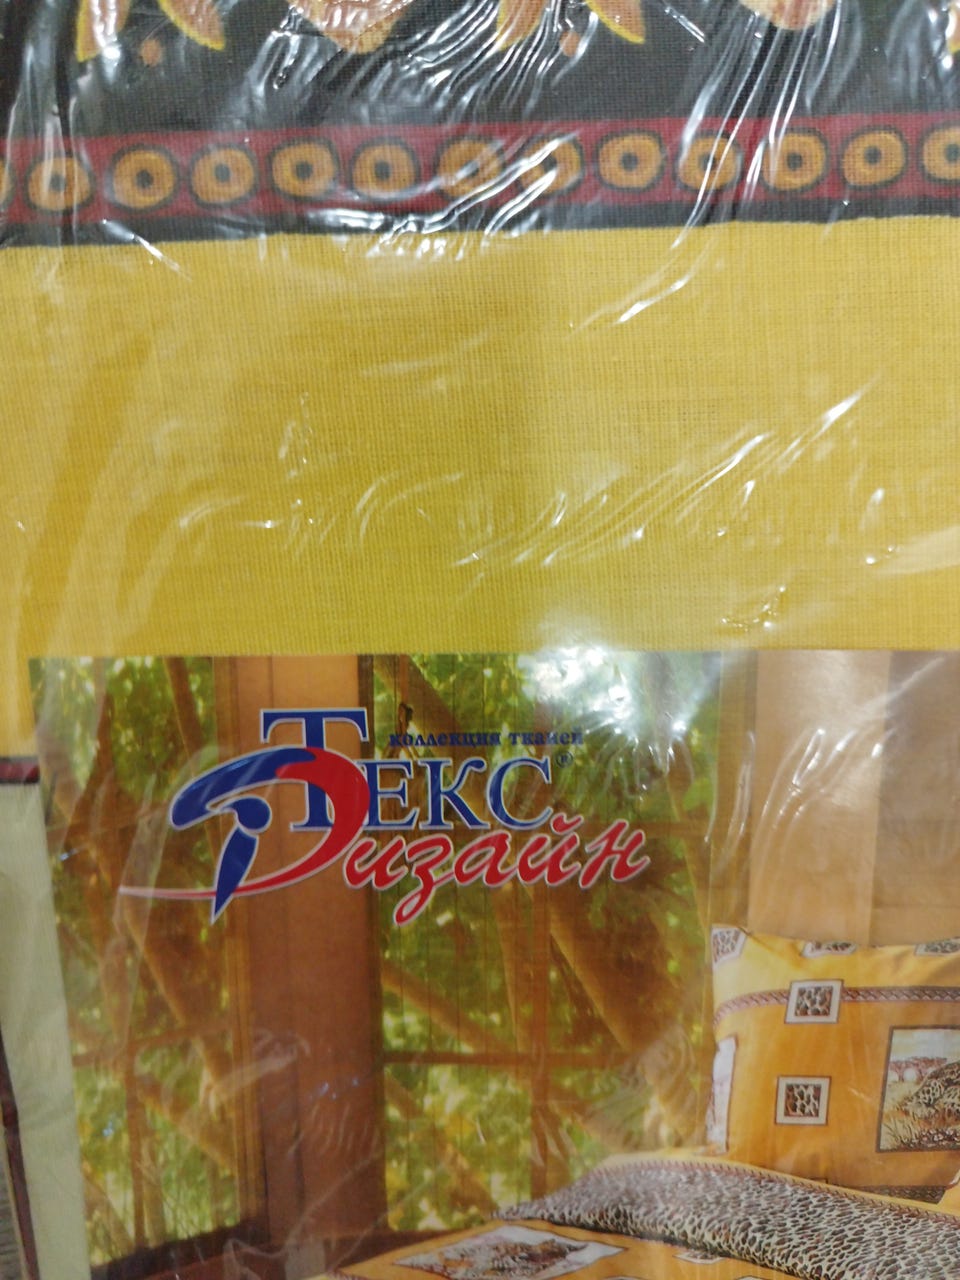 коллекция тканей
ТЕКС®
Дизайн